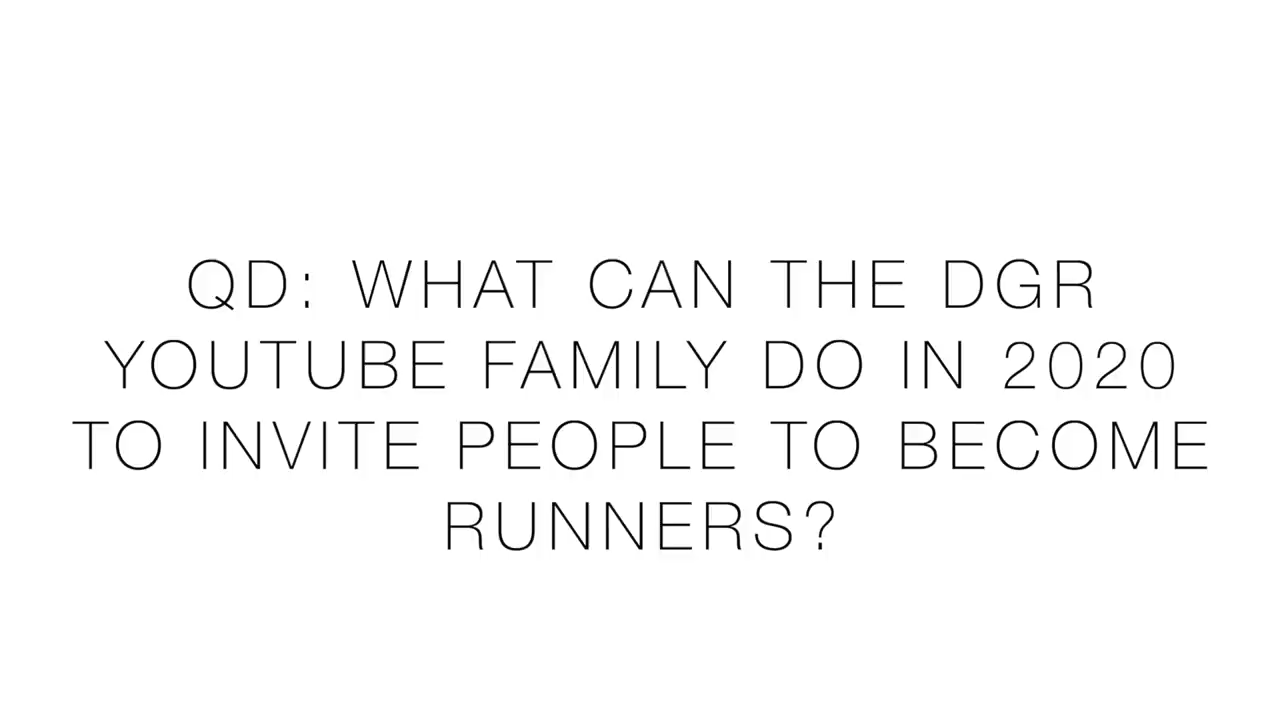 QD: WHAT CAN THE DGR
YOUTUBE FAMILY DO IN 2020
TO INVITE PEOPLE TO BECOME
RUNNERS?